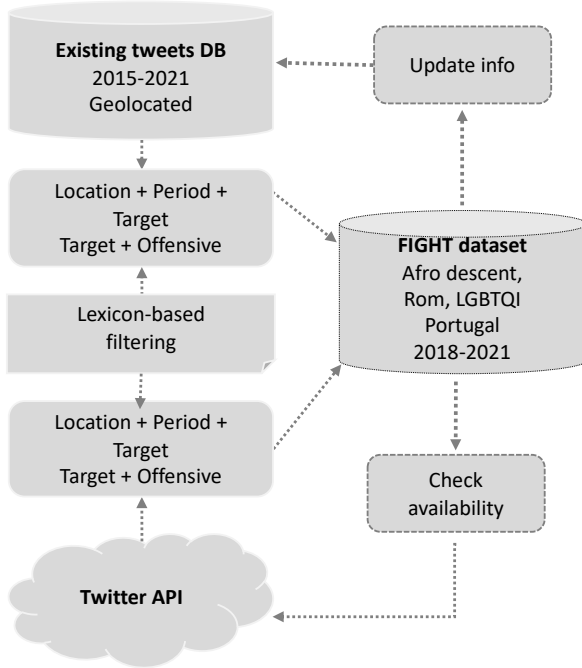 Existing tweets DB
2015-2021
Geolocated
Update info
Location + Period +
Target
Target + Offensive
FIGHT dataset
Afro descent,
Rom, LGBTQI
Portugal
2018-2021
Lexicon-based
filtering
Location + Period +
Target
Target + Offensive
Check
availability
Twitter API